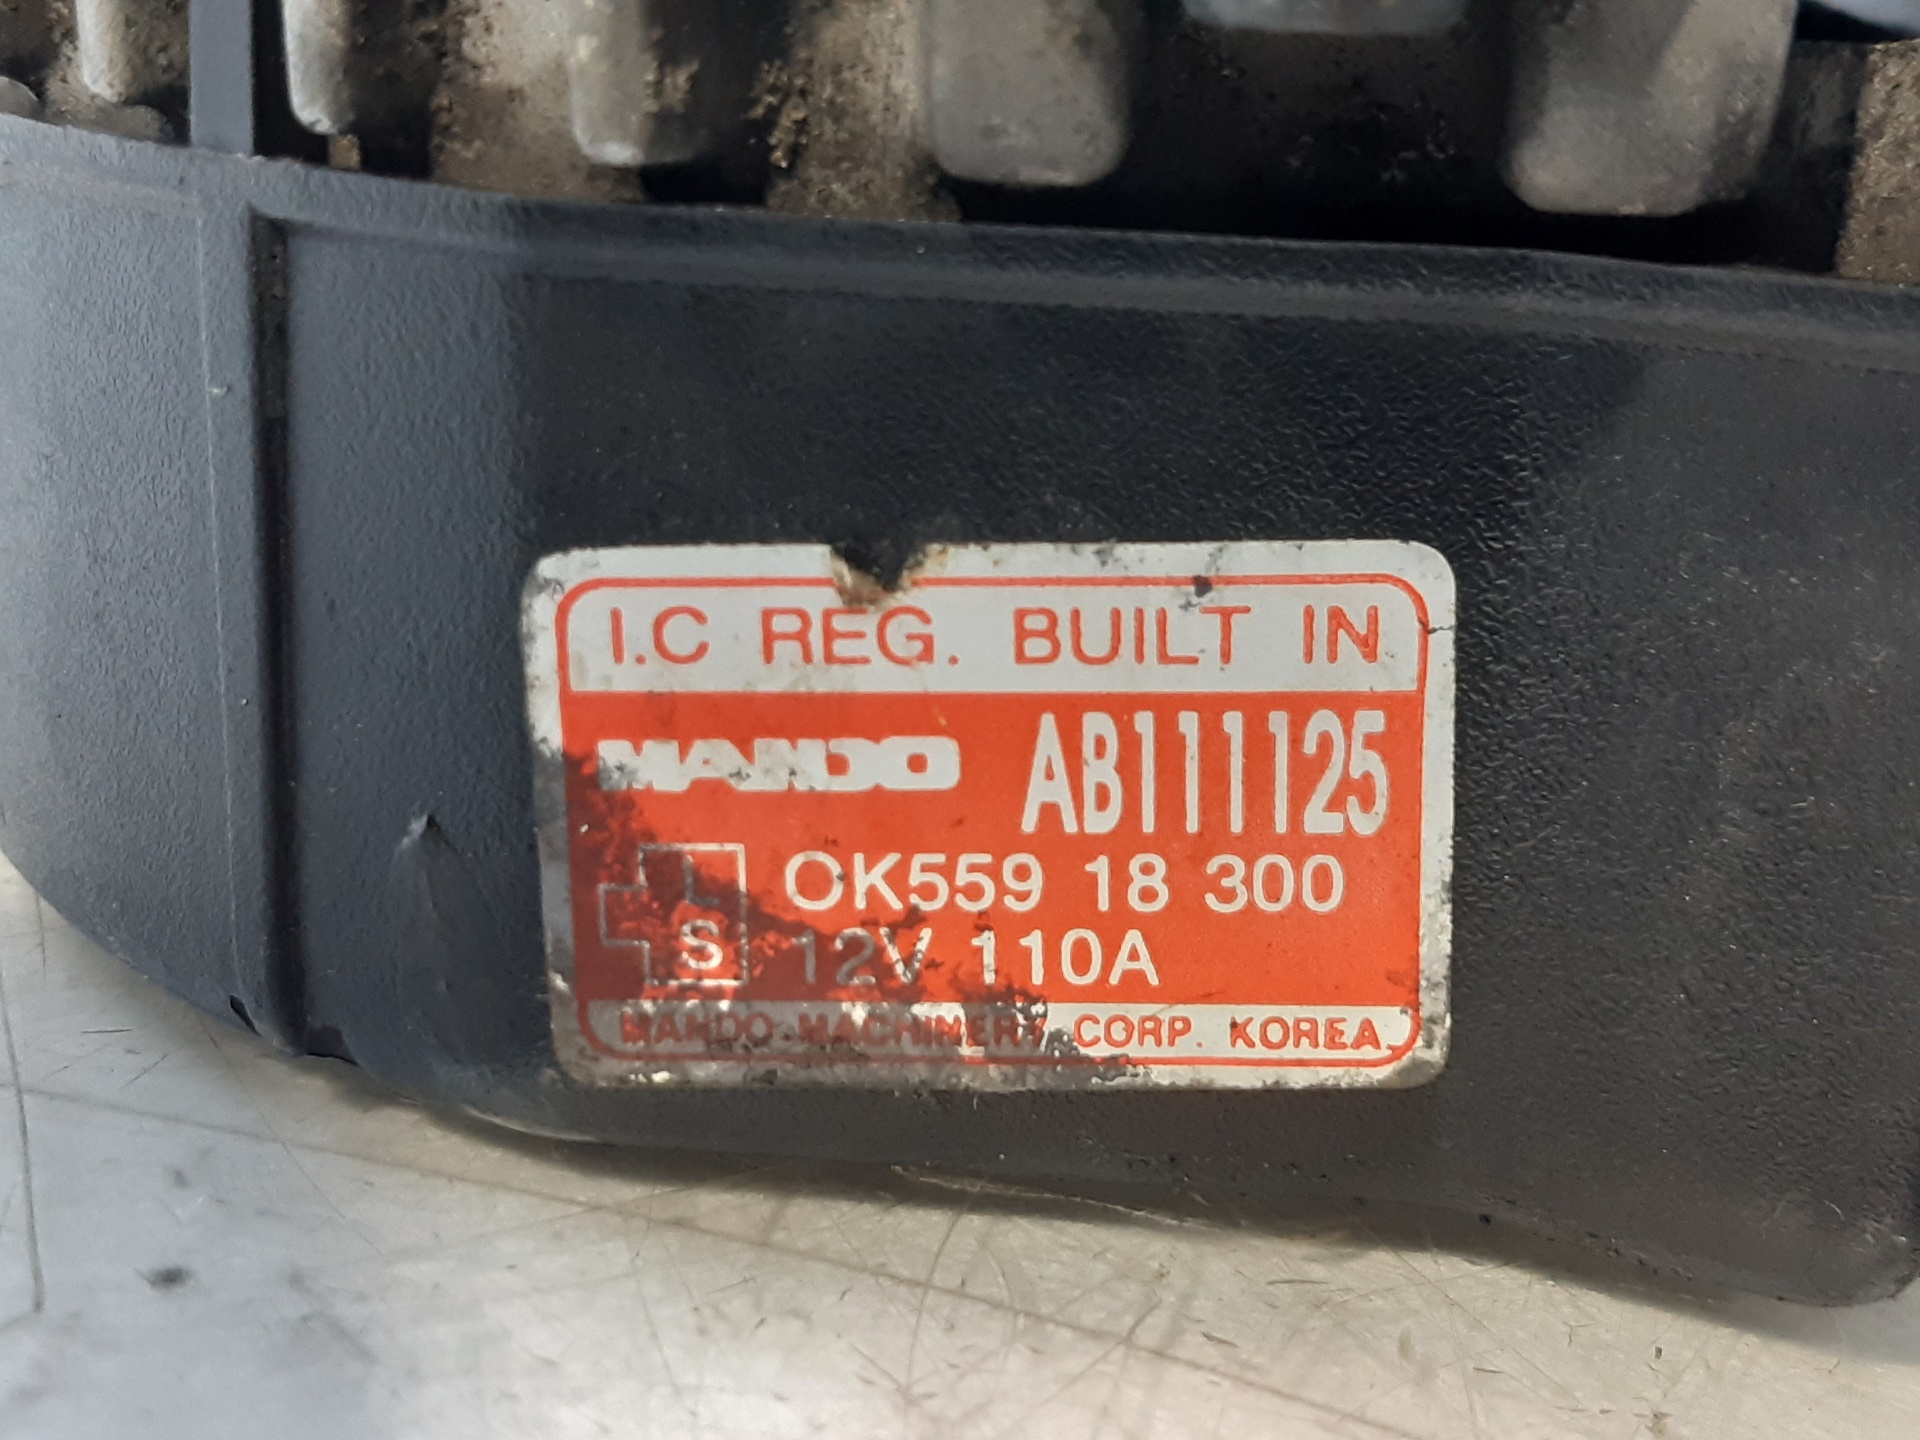 I.C REG. BUILT IN
MANDO AB111125
OK559 18 300
S 12V 110A
MANDO MACHINERY CORP. KOREA